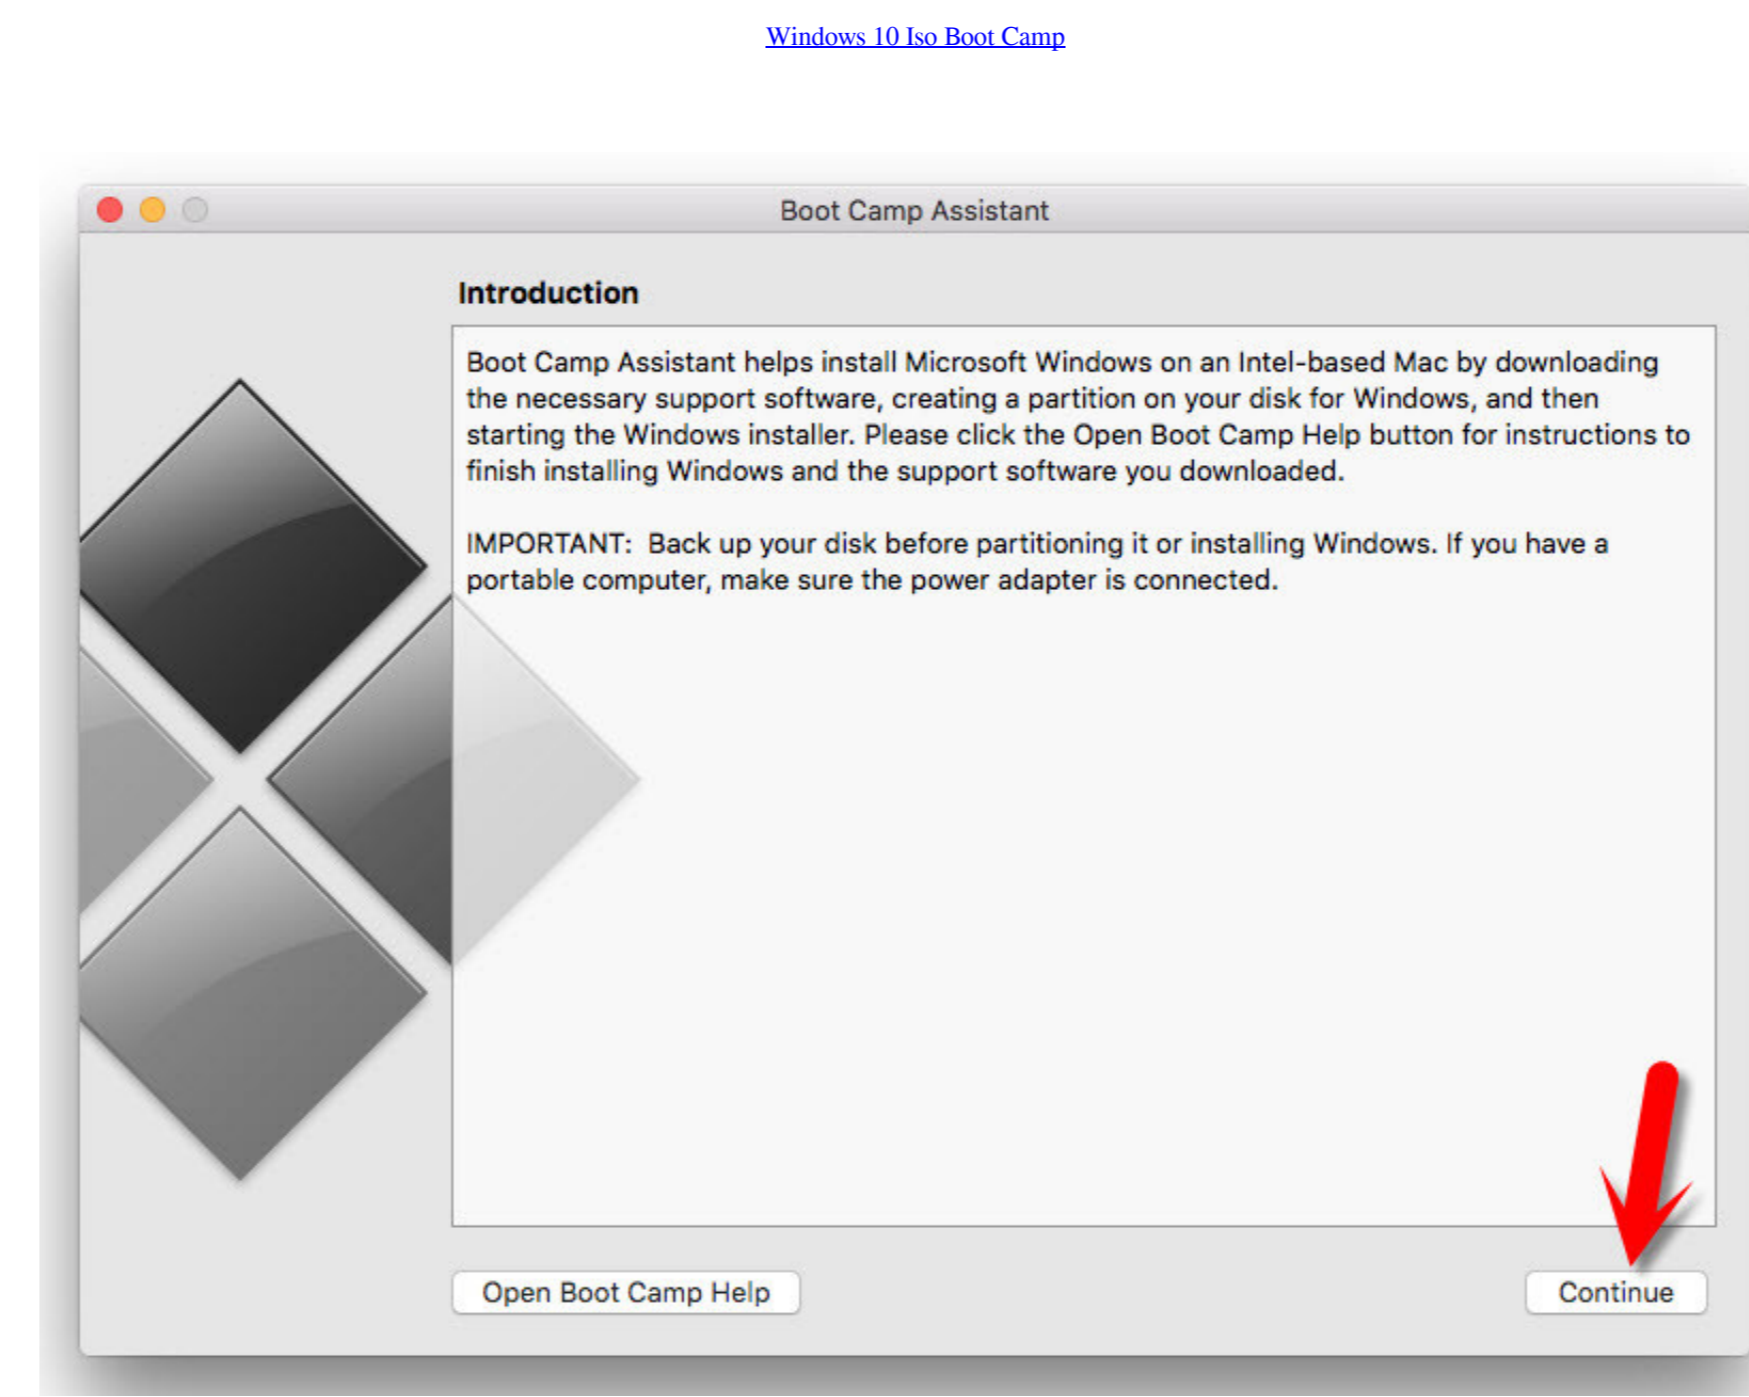 Windows 10 Iso Boot Camp
Boot Camp Assistant
Introduction
Boot Camp Assistant helps install Microsoft Windows on an Intel-based Mac by downloading
the necessary support software, creating a partition on your disk for Windows, and then
starting the Windows installer. Please click the Open Boot Camp Help button for instructions to
finish installing Windows and the support software you downloaded.
IMPORTANT:  Back up your disk before partitioning it or installing Windows. If you have a
portable computer, make sure the power adapter is connected.
Open Boot Camp Help
Continue